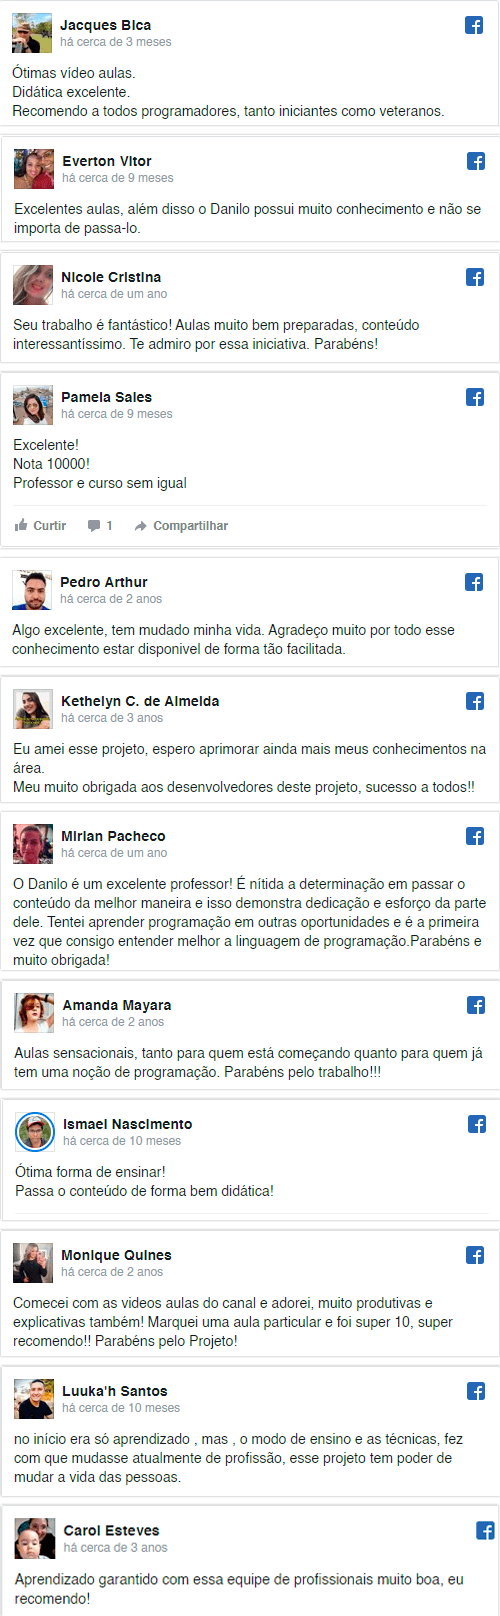 Jacques Bica
há cerca de 3 meses
Ótimas vídeo aulas.
Didática excelente.
Recomendo a todos programadores, tanto iniciantes como veteranos.
Everton Vitor
há cerca de 9 meses
Excelentes aulas, além disso o Danilo possui muito conhecimento e não se
importa de passa-lo.
Nicole Cristina
há cerca de um ano
Seu trabalho é fantástico! Aulas muito bem preparadas, conteúdo
interessantíssimo. Te admiro por essa iniciativa. Parabéns!
Pamela Sales
há cerca de 9 meses
Excelente!
Nota 10000!
Professor e curso sem igual
Curtir 1 Compartilhar
Pedro Arthur
há cerca de 2 anos
Algo excelente, tem mudado minha vida. Agradeço muito por todo esse
conhecimento estar disponivel de forma tão facilitada.
Kethelyn C. de Almeida
há cerca de 3 anos
Eu amei esse projeto, espero aprimorar ainda mais meus conhecimentos na
área.
Meu muito obrigada aos desenvolvedores deste projeto, sucesso a todos!!
Mirian Pacheco
há cerca de um ano
O Danilo é um excelente professor! É nítida a determinação em passar o
conteúdo da melhor maneira e isso demonstra dedicação e esforço da parte
dele. Tentei aprender programação em outras oportunidades e é a primeira
vez que consigo entender melhor a linguagem de programação.Parabéns e
muito obrigada!
Amanda Mayara
há cerca de 2 anos
Aulas sensacionais, tanto para quem está começando quanto para quem já
tem uma noção de programação. Parabéns pelo trabalho!!!
Ismael Nascimento
há cerca de 10 meses
Ótima forma de ensinar!
Passa o conteúdo de forma bem didática!
Monique Quines
há cerca de 2 anos
Comecei com as videos aulas do canal e adorei, muito produtivas e
explicativas também! Marquei uma aula particular e foi super 10, super
recomendo!! Parabéns pelo Projeto!
Luuka'h Santos
há cerca de 10 meses
no início era só aprendizado , mas , o modo de ensino e as técnicas, fez
com que mudasse atualmente de profissão, esse projeto tem poder de
mudar a vida das pessoas.
Carol Esteves
há cerca de 3 anos
Aprendizado garantido com essa equipe de profissionais muito boa, eu
recomendo!